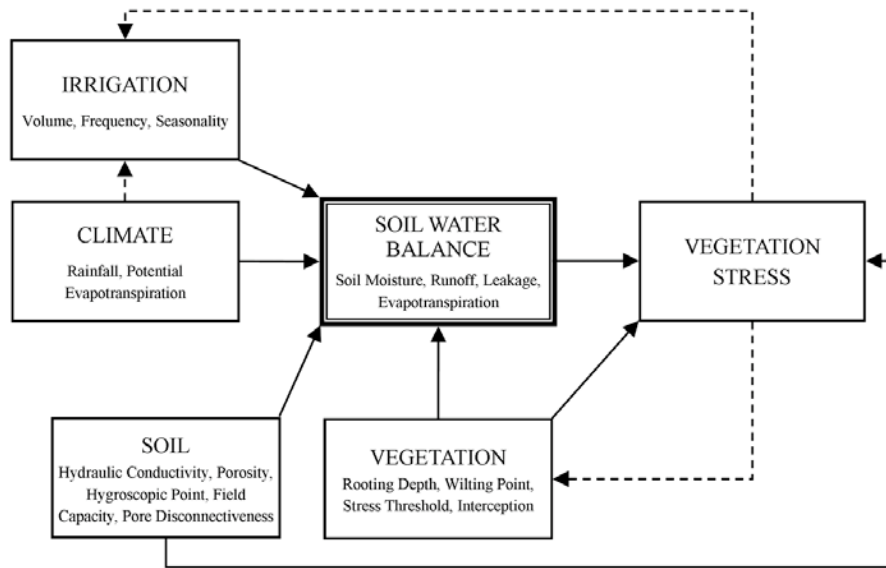 IRRIGATION
Volume, Frequency, Seasonality
CLIMATE
Rainfall, Potential
Evapotranspiration
SOIL WATER
BALANCE
Soil Moisture, Runoff, Leakage,
Evapotranspiration
VEGETATION
STRESS
SOIL
Hydraulic Conductivity, Porosity,
Hygroscopic Point, Field
Capacity, Pore Disconnectiveness
VEGETATION
Rooting Depth, Wilting Point,
Stress Threshold, Interception